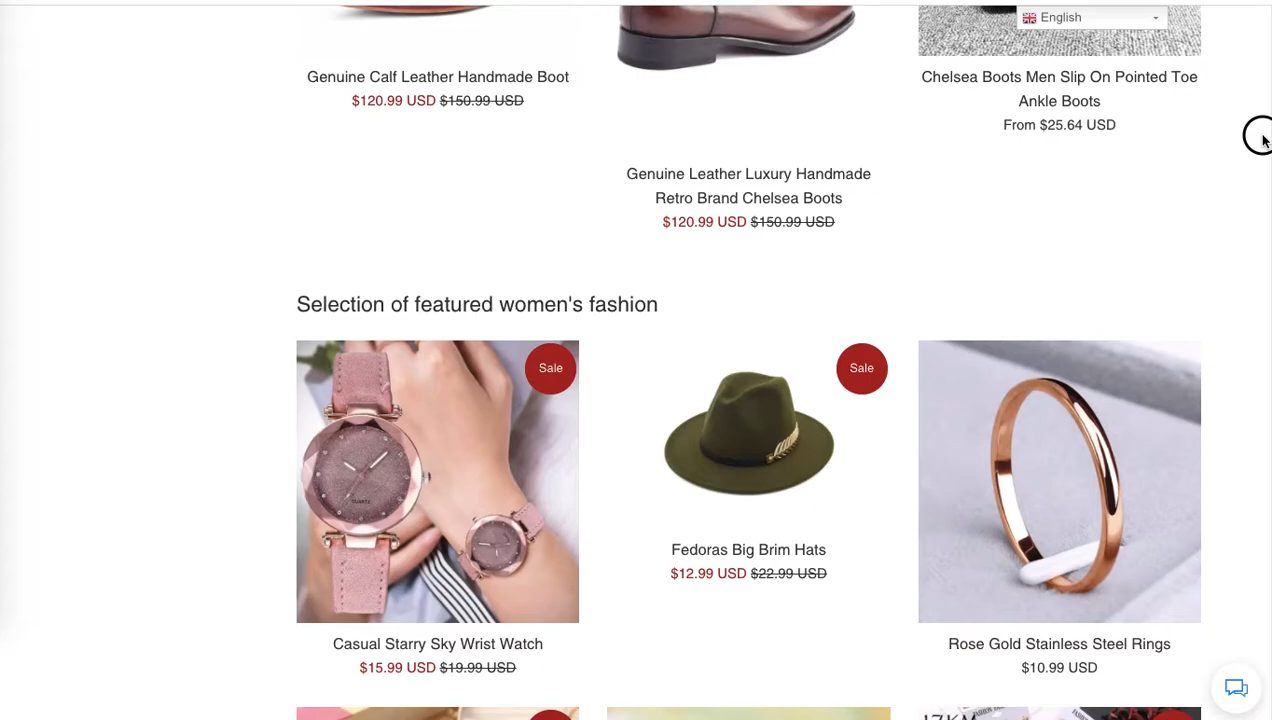 English
Genuine Calf Leather Handmade Boot
$120.99 USD $150.99 USD
Chelsea Boots Men Slip On Pointed Toe
Ankle Boots
From $25.64 USD
Genuine Leather Luxury Handmade
Retro Brand Chelsea Boots
$120.99 USD $150.99 USD
Selection of featured women's fashion
Sale
Sale
QUARTZ
Fedoras Big Brim Hats
$12.99 USD $22.99 USD
Casual Starry Sky Wrist Watch
$15.99 USD $19.99 USD
Rose Gold Stainless Steel Rings
$10.99 USD